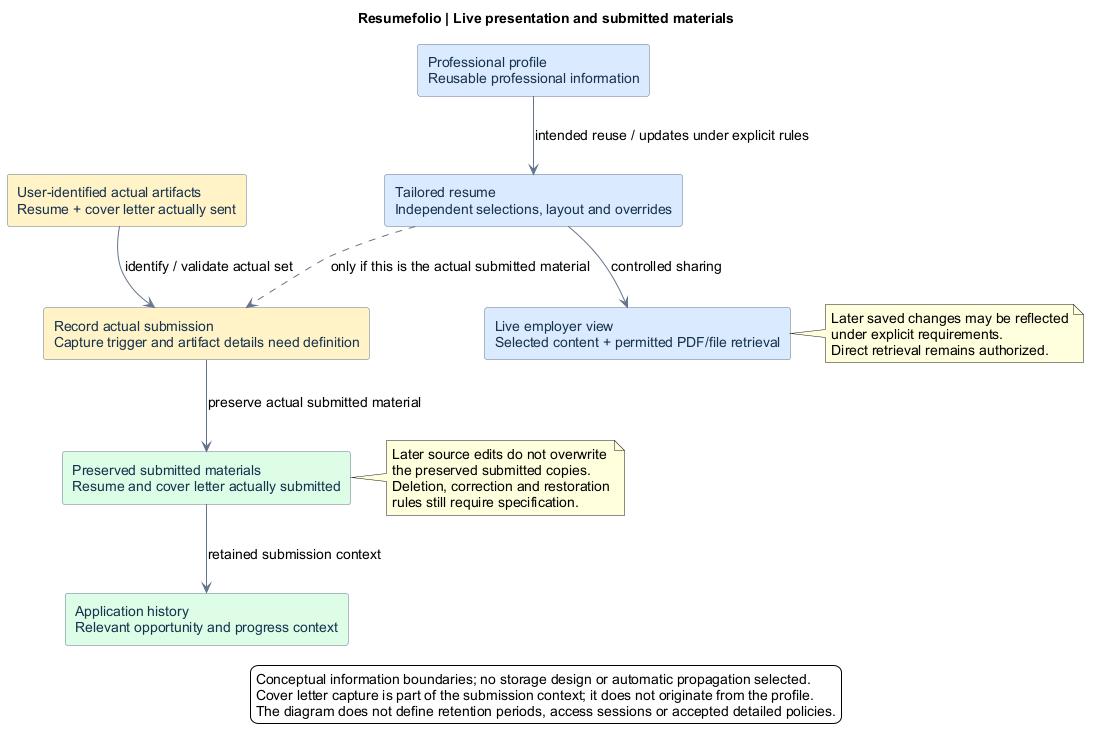 Resumefolio | Live presentation and submitted materials
Professional profile
Reusable professional information
intended reuse / updates under explicit rules
User-identified actual artifacts
Resume + cover letter actually sent
Tailored resume
Independent selections, layout and overrides
identify / validate actual set
only if this is the actual submitted material
controlled sharing
Record actual submission
Capture trigger and artifact details need definition
Live employer view
Selected content + permitted PDF/file retrieval
Later saved changes may be reflected
under explicit requirements.
Direct retrieval remains authorized.
preserve actual submitted material
Preserved submitted materials
Resume and cover letter actually submitted
Later source edits do not overwrite
the preserved submitted copies.
Deletion, correction and restoration
rules still require specification.
retained submission context
Application history
Relevant opportunity and progress context
Conceptual information boundaries; no storage design or automatic propagation selected.
Cover letter capture is part of the submission context; it does not originate from the profile.
The diagram does not define retention periods, access sessions or accepted detailed policies.